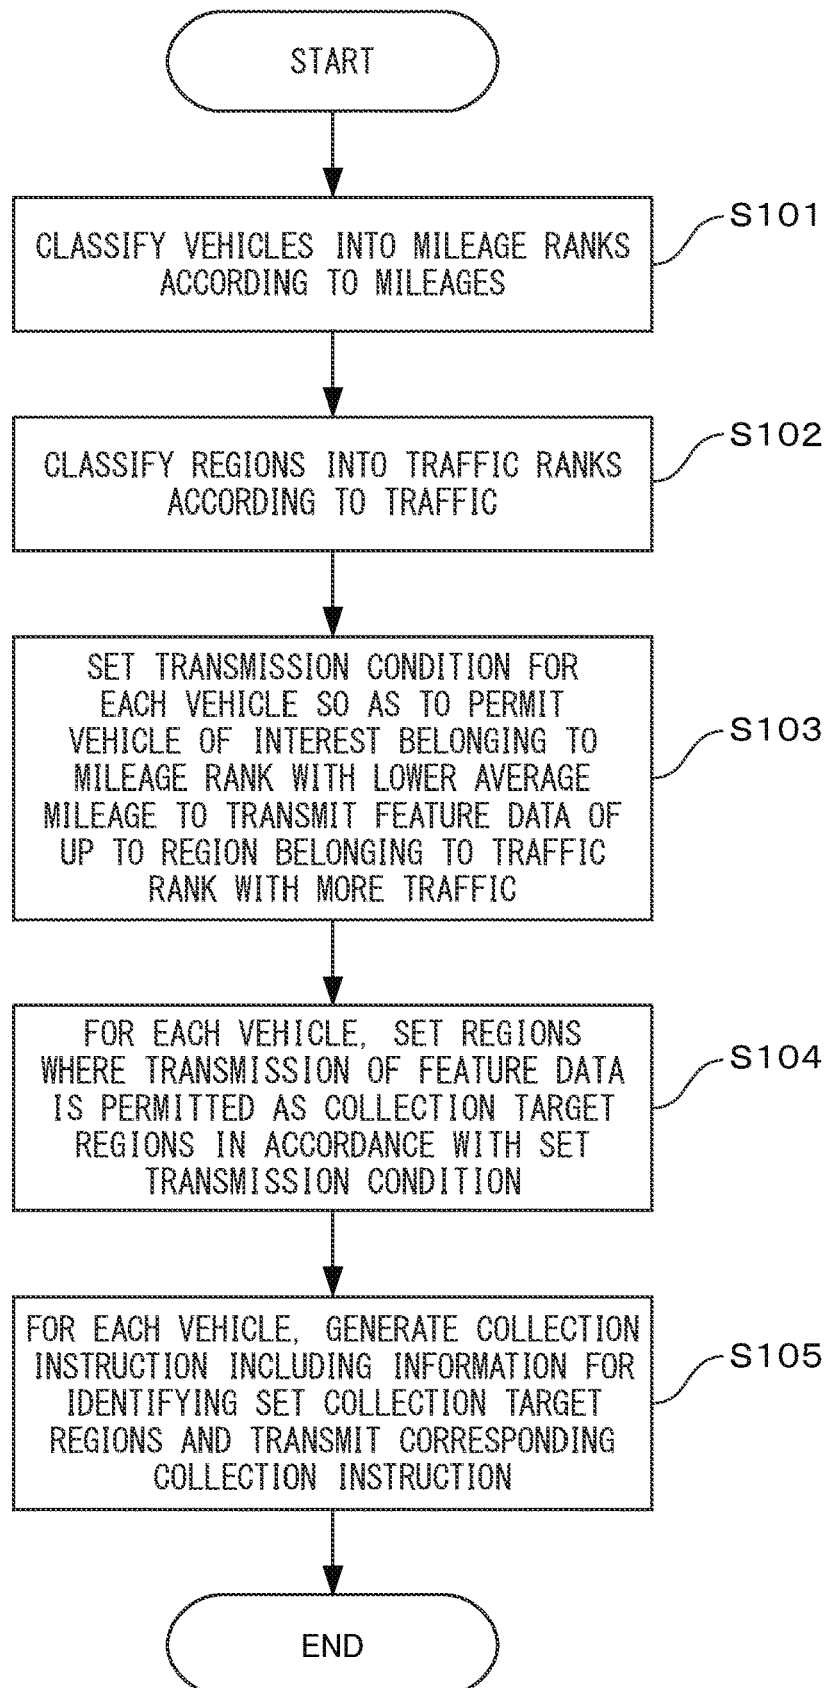 START
S101
CLASSIFY VEHICLES INTO MILEAGE RANKS
ACCORDING TO MILEAGES
S102
CLASSIFY REGIONS INTO TRAFFIC RANKS
ACCORDING TO TRAFFIC
S103
SET TRANSMISSION CONDITION FOR
EACH VEHICLE SO AS TO PERMIT
VEHICLE OF INTEREST BELONGING TO
MILEAGE RANK WITH LOWER AVERAGE
MILEAGE TO TRANSMIT FEATURE DATA OF
UP TO REGION BELONGING TO TRAFFIC
RANK WITH MORE TRAFFIC
S104
FOR EACH VEHICLE, SET REGIONS
WHERE TRANSMISSION OF FEATURE DATA
IS PERMITTED AS COLLECTION TARGET
REGIONS IN ACCORDANCE WITH SET
TRANSMISSION CONDITION
S105
FOR EACH VEHICLE, GENERATE COLLECTION
INSTRUCTION INCLUDING INFORMATION FOR
IDENTIFYING SET COLLECTION TARGET
REGIONS AND TRANSMIT CORRESPONDING
COLLECTION INSTRUCTION
END